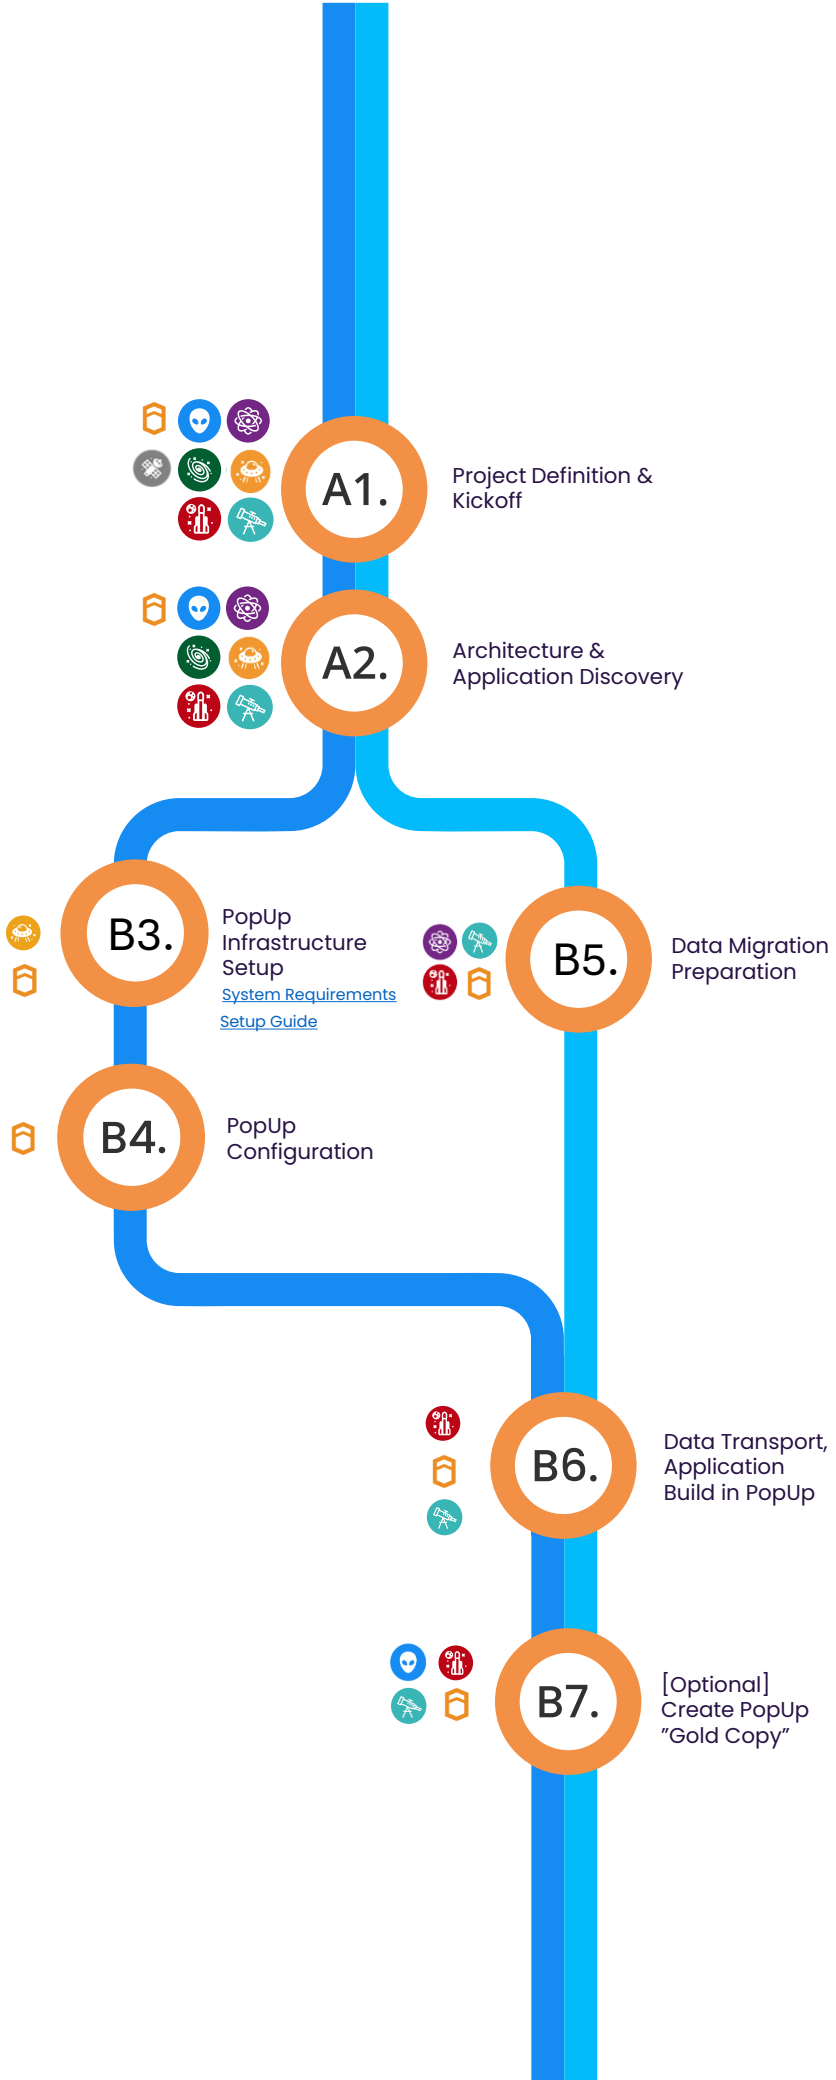 A1.
Project Definition &
Kickoff
A2.
Architecture &
Application Discovery
B3.
PopUp
Infrastructure
Setup
System Requirements
Setup Guide
B5.
Data Migration
Preparation
B4.
PopUp
Configuration
B6.
Data Transport,
Application
Build in PopUp
B7.
[Optional]
Create PopUp
”Gold Copy”